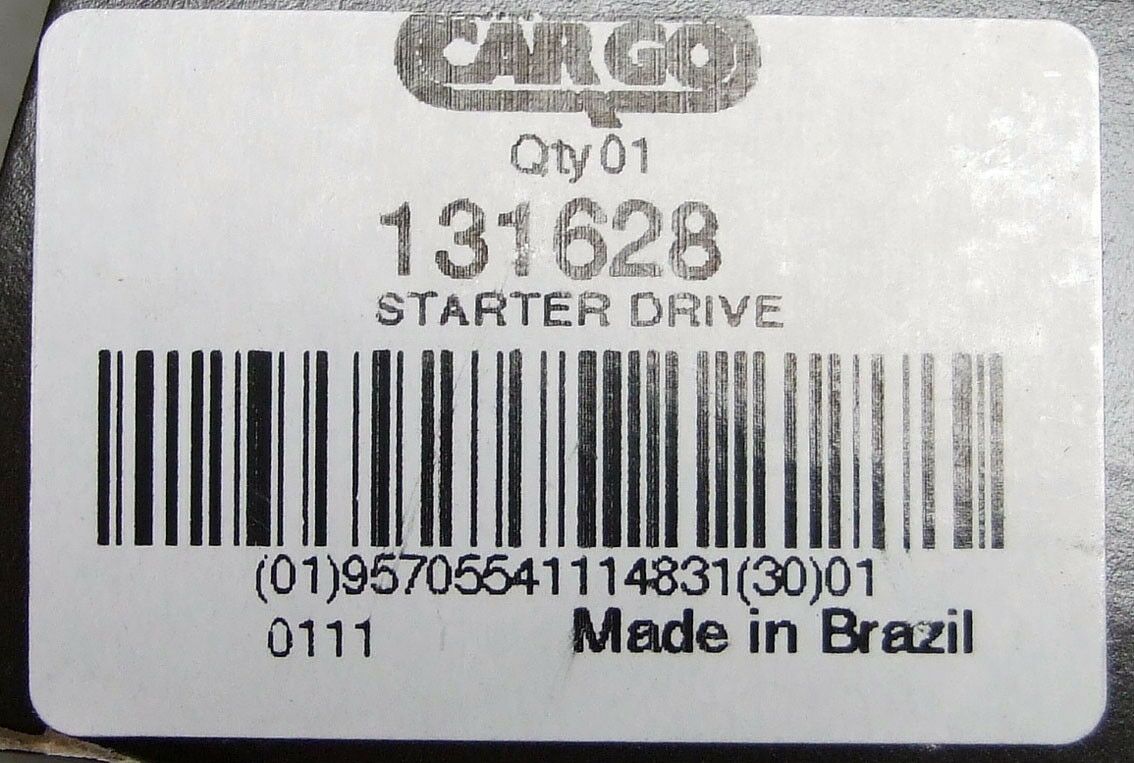 CARGO
Qty 01
131628
STARTER DRIVE
(01)95705541114831(30)01
0111 Made in Brazil